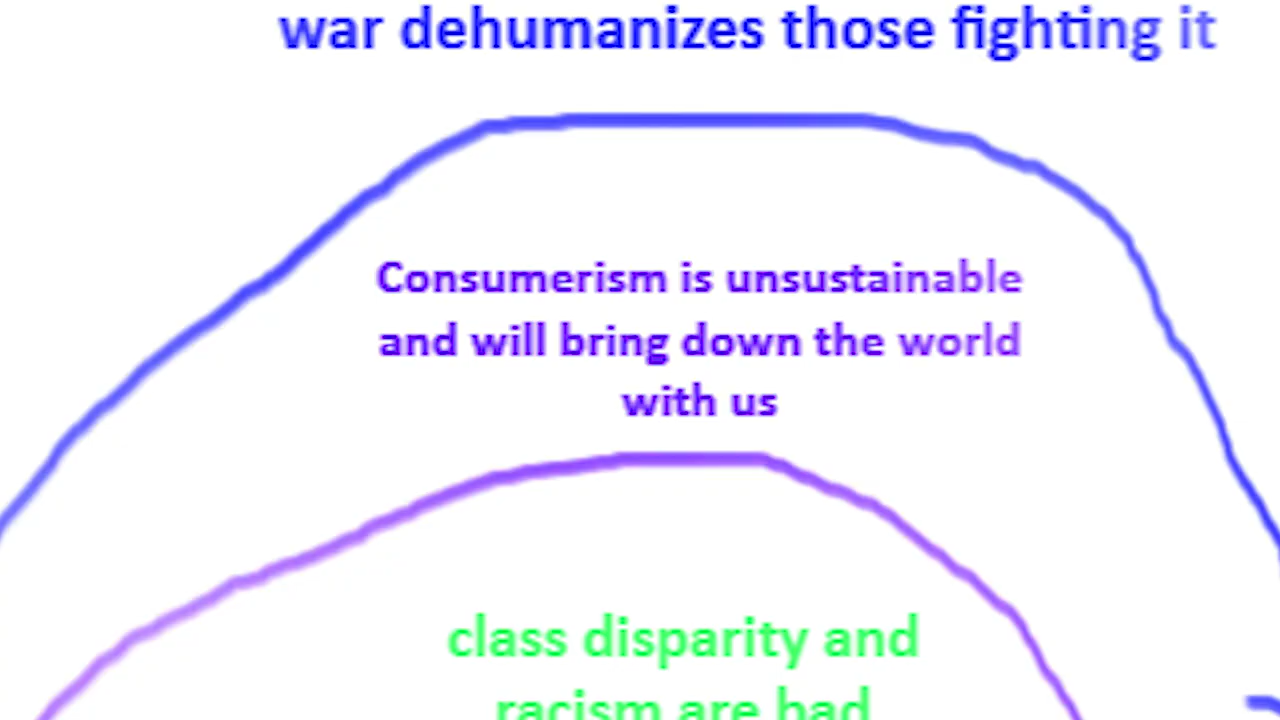 war dehumanizes those fighting it
Consumerism is unsustainable
and will bring down the world
with us
class disparity and
racism are bad